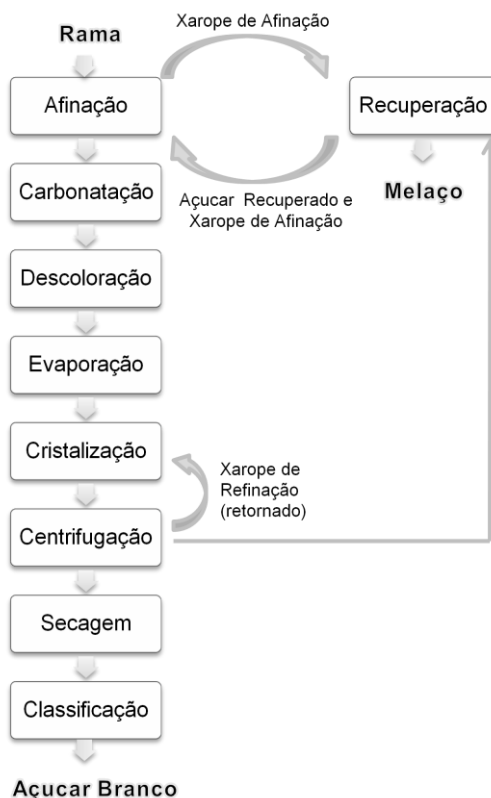 Xarope de Afinação
Rama
Afinação
Recuperação
Carbonatação
Açucar Recuperado e
Xarope de Afinação
Melaço
Descoloração
Evaporação
Cristalização
Xarope de
Refinação
(retornado)
Centrifugação
Secagem
Classificação
Açucar Branco